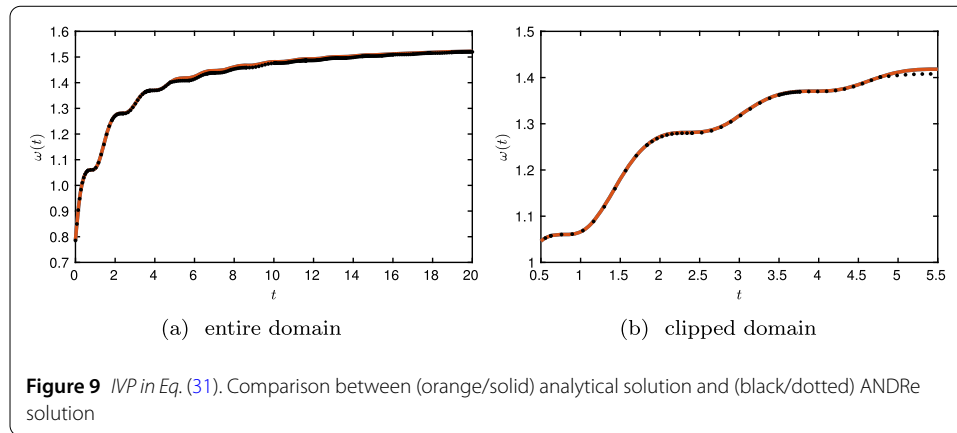 1.6
1.5
1.4
1.3
1.2
1.1
1.0
0.9
0.8
0.7
ω(t)
0 2 4 6 8 10 12 14 16 18 20
t
(a) entire domain
1.5
1.4
1.3
1.2
1.1
1
ω(t)
0.5 1 1.5 2 2.5 3 3.5 4 4.5 5 5.5
t
(b) clipped domain
Figure 9 IVP in Eq. (31). Comparison between (orange/solid) analytical solution and (black/dotted) ANDRe
solution